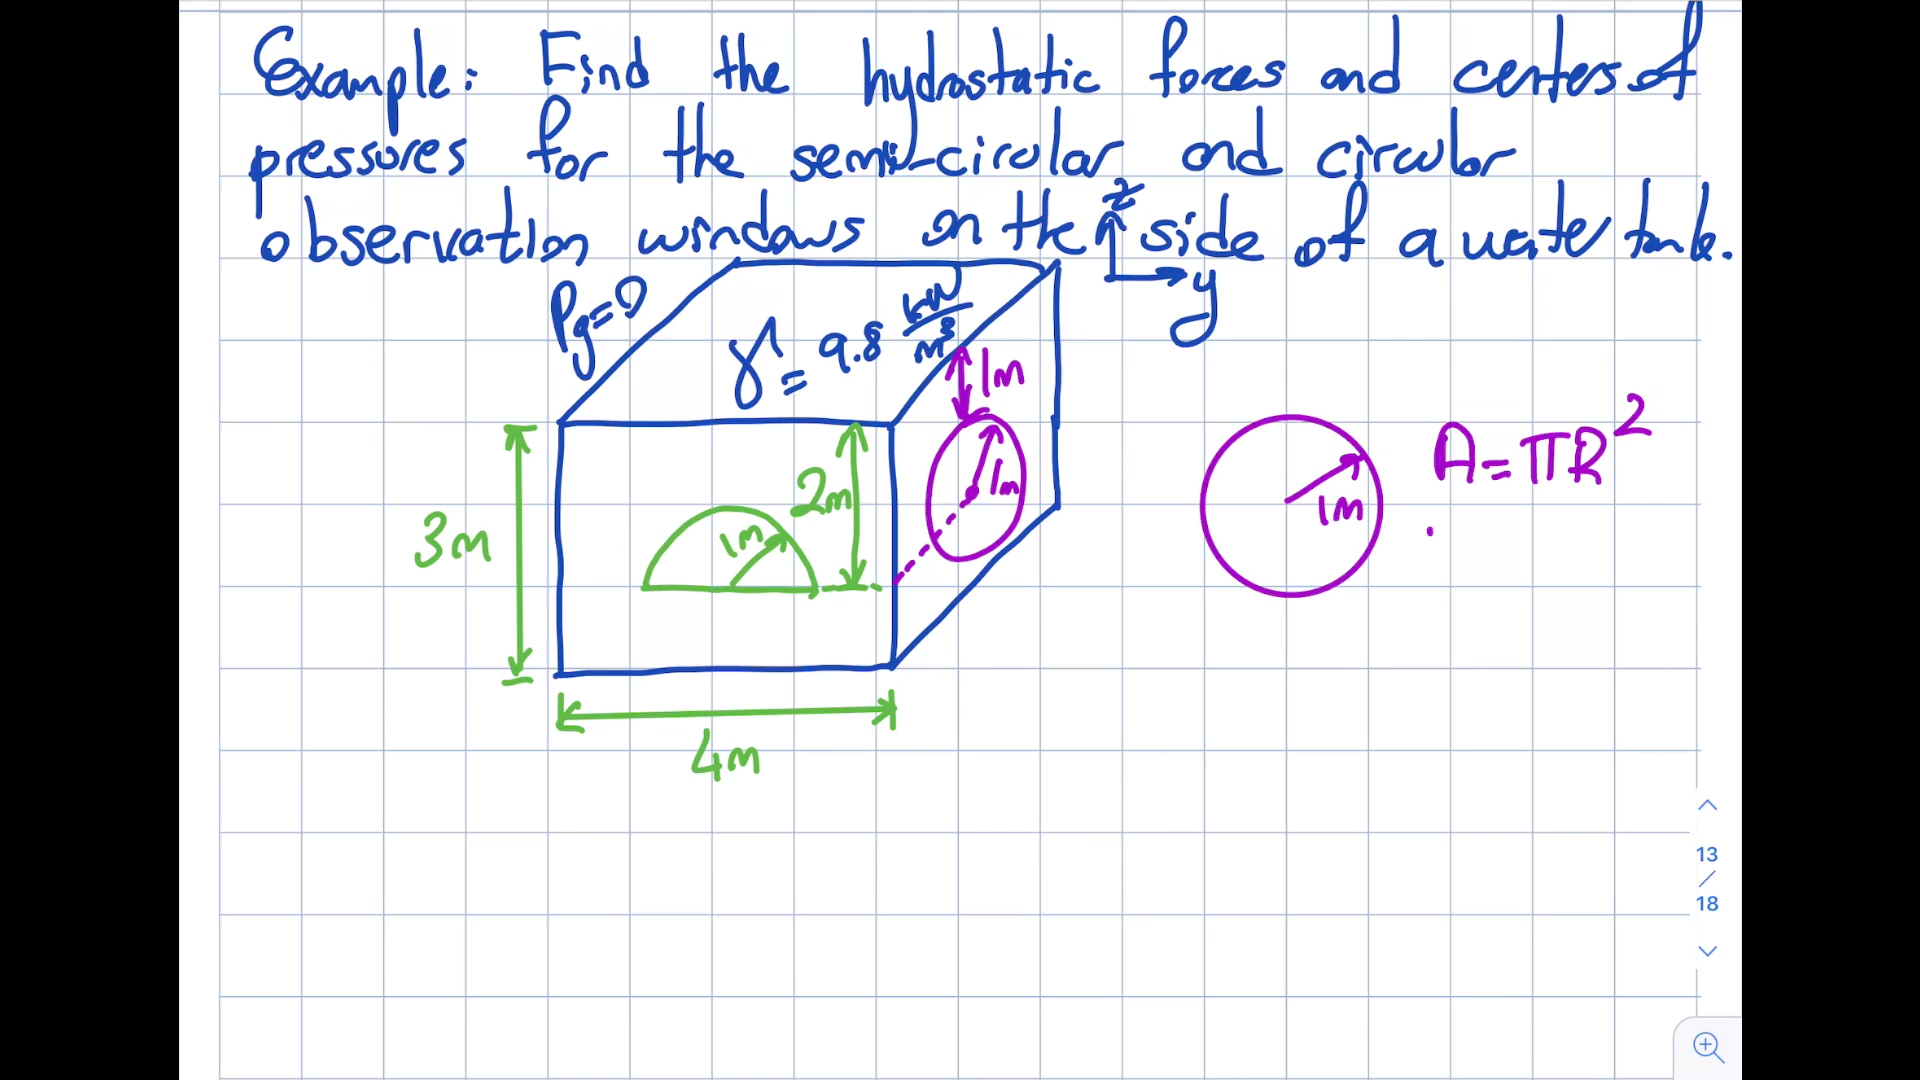 Example: Find the hydrostatic forces and centers of
pressures for the semi-circular and circular
observation windows on the side of a water tank.
z
y
Pg=0
γ= 9.8 kN/m³
1m
1m
2m
1m
3m
4m
1m
A=πR²
13
/
18